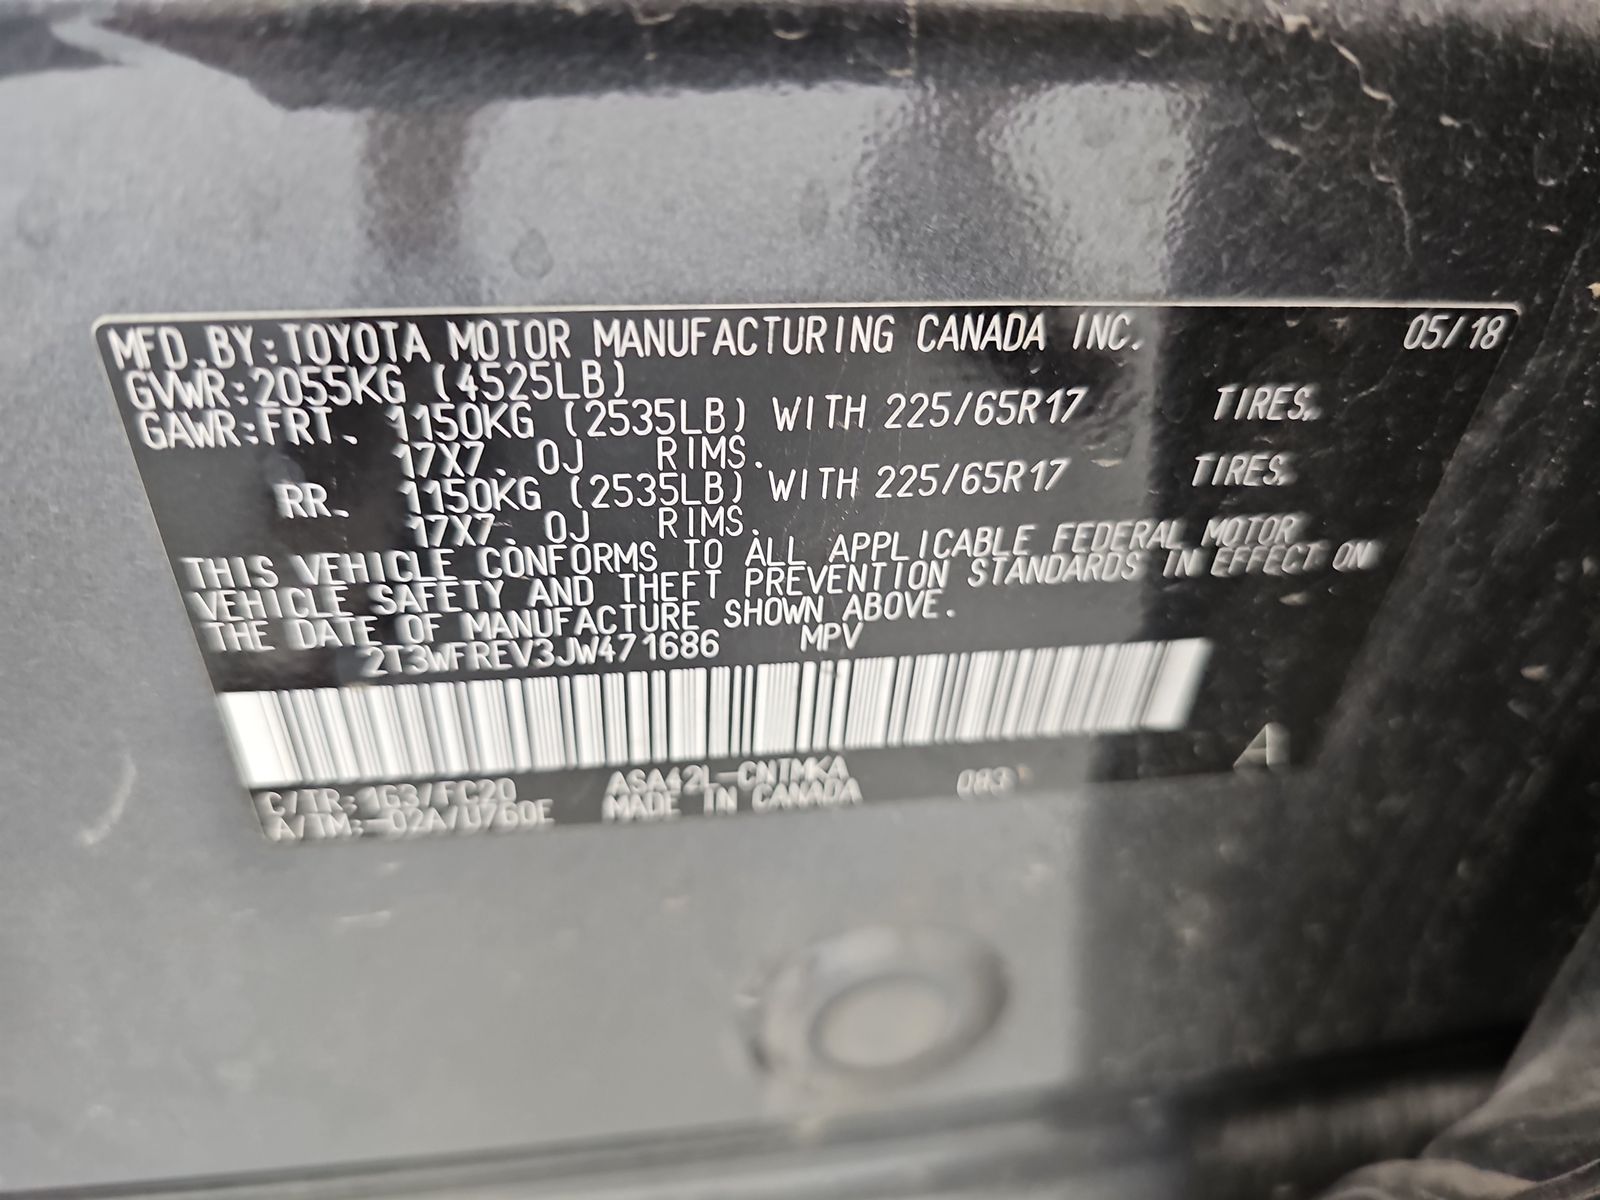 MFD.BY:TOYOTA MOTOR MANUFACTURING CANADA INC. 05/18
GVWR:2055KG (4525LB)
GAWR:FRT. 1150KG (2535LB) WITH 225/65R17 TIRES,
17X7. 0J RIMS.
RR. 1150KG (2535LB) WITH 225/65R17 TIRES.
17X7. 0J RIMS.
THIS VEHICLE CONFORMS TO ALL APPLICABLE FEDERAL MOTOR
VEHICLE SAFETY AND THEFT PREVENTION STANDARDS IN EFFECT ON
THE DATE OF MANUFACTURE SHOWN ABOVE.
2T3WFREV3JW471686 MPV
C/TR:1G3/FC20 ASA42L-CNTMKA 083 A
A/TM:-02A/U760E MADE IN CANADA